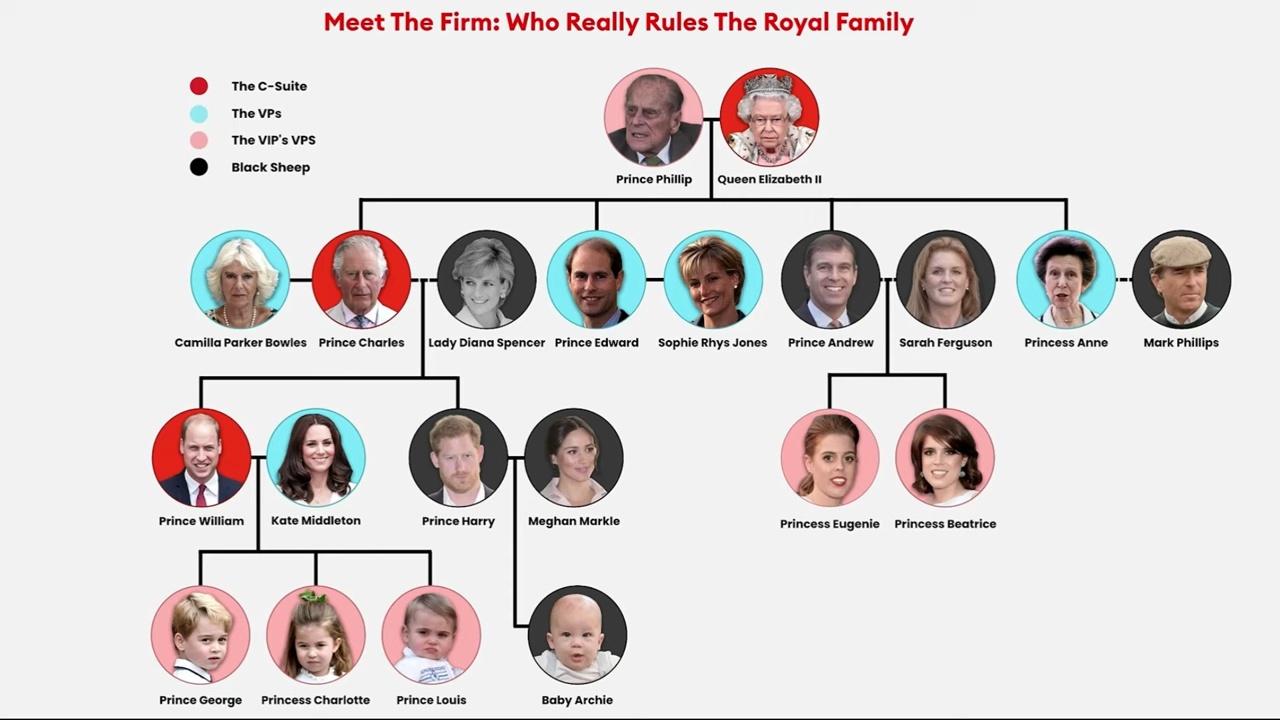 Meet The Firm: Who Really Rules The Royal Family
The C-Suite
The VPs
The VIP's VPS
Black Sheep
Prince Phillip
Queen Elizabeth II
Camilla Parker Bowles
Prince Charles
Lady Diana Spencer
Prince Edward
Sophie Rhys Jones
Prince Andrew
Sarah Ferguson
Princess Anne
Mark Phillips
Prince William
Kate Middleton
Prince Harry
Meghan Markle
Princess Eugenie
Princess Beatrice
Prince George
Princess Charlotte
Prince Louis
Baby Archie